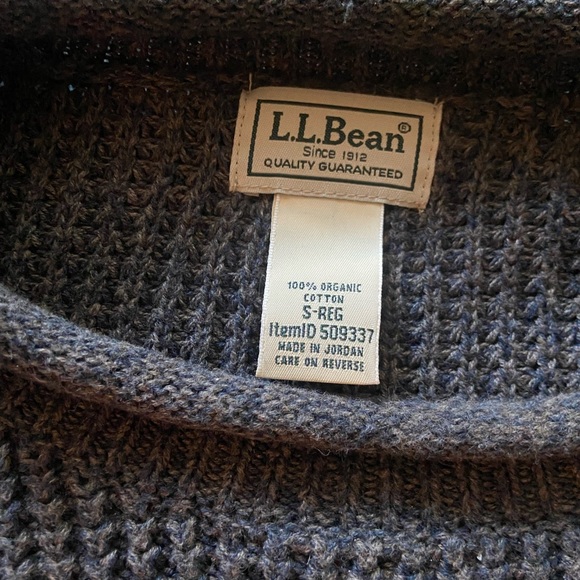 L.L.Bean®
Since 1912
QUALITY GUARANTEED
100% ORGANIC
COTTON
S-REG
ItemID 509337
MADE IN JORDAN
CARE ON REVERSE